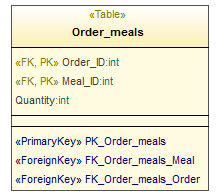 «Table»
Order_meals
«FK, PK» Order_ID:int
«FK, PK» Meal_ID:int
Quantity:int
«PrimaryKey» PK_Order_meals
«ForeignKey» FK_Order_meals_Meal
«ForeignKey» FK_Order_meals_Order